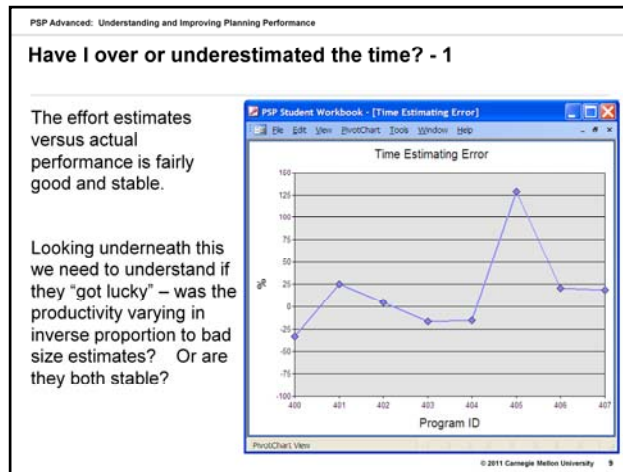 PSP Advanced: Understanding and Improving Planning Performance
Have I over or underestimated the time? - 1
The effort estimates
versus actual
performance is fairly
good and stable.
Looking underneath this
we need to understand if
they “got lucky” – was the
productivity varying in
inverse proportion to bad
size estimates? Or are
they both stable?
PSP Student Workbook - [Time Estimating Error]
File Edit View PivotChart Tools Window Help
Time Estimating Error
150
125
100
75
50
25
0
-25
-50
-75
-100
%
400 401 402 403 404 405 406 407
Program ID
PivotChart View
© 2011 Carnegie Mellon University 9